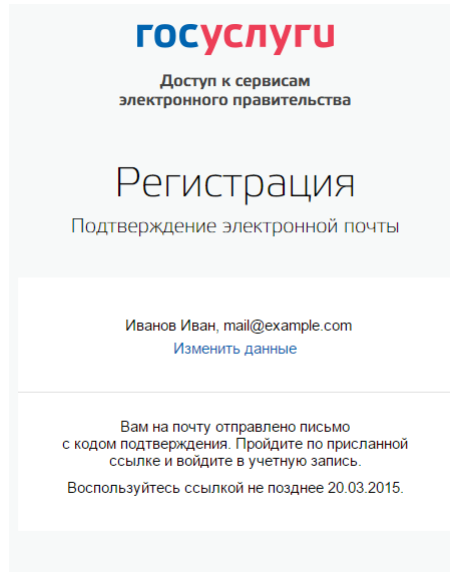 госуслуги
Доступ к сервисам
электронного правительства
Регистрация
Подтверждение электронной почты
Иванов Иван, mail@example.com
Изменить данные
Вам на почту отправлено письмо
с кодом подтверждения. Пройдите по присланной
ссылке и войдите в учетную запись.
Воспользуйтесь ссылкой не позднее 20.03.2015.